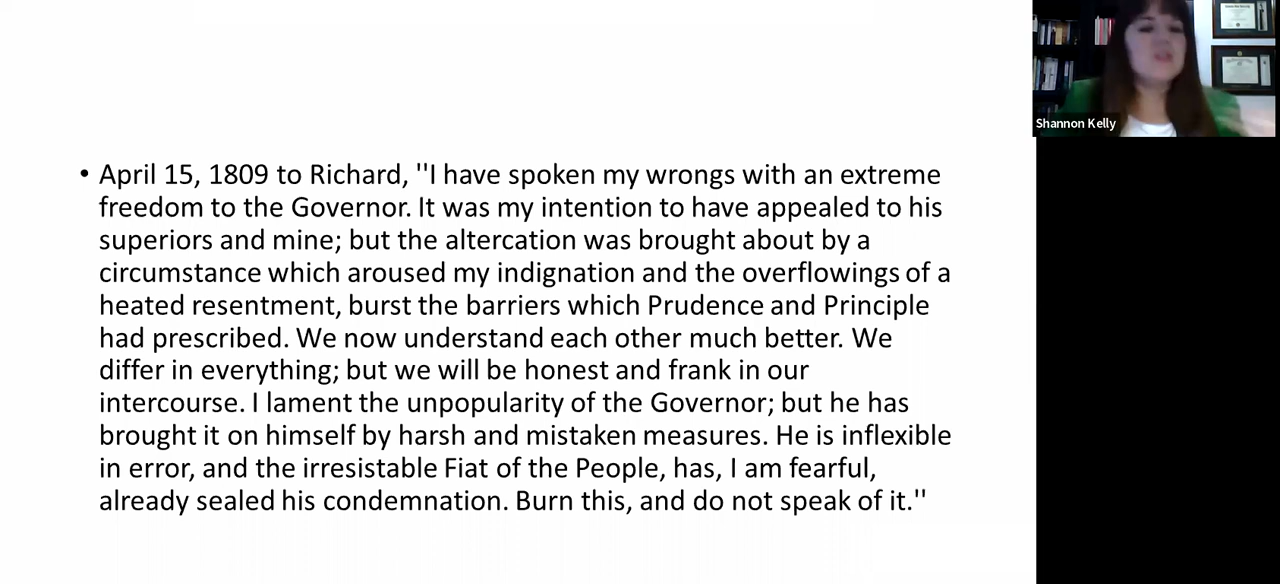 • April 15, 1809 to Richard, "I have spoken my wrongs with an extreme
freedom to the Governor. It was my intention to have appealed to his
superiors and mine; but the altercation was brought about by a
circumstance which aroused my indignation and the overflowings of a
heated resentment, burst the barriers which Prudence and Principle
had prescribed. We now understand each other much better. We
differ in everything; but we will be honest and frank in our
intercourse. I lament the unpopularity of the Governor; but he has
brought it on himself by harsh and mistaken measures. He is inflexible
in error, and the irresistable Fiat of the People, has, I am fearful,
already sealed his condemnation. Burn this, and do not speak of it."
Shannon Kelly